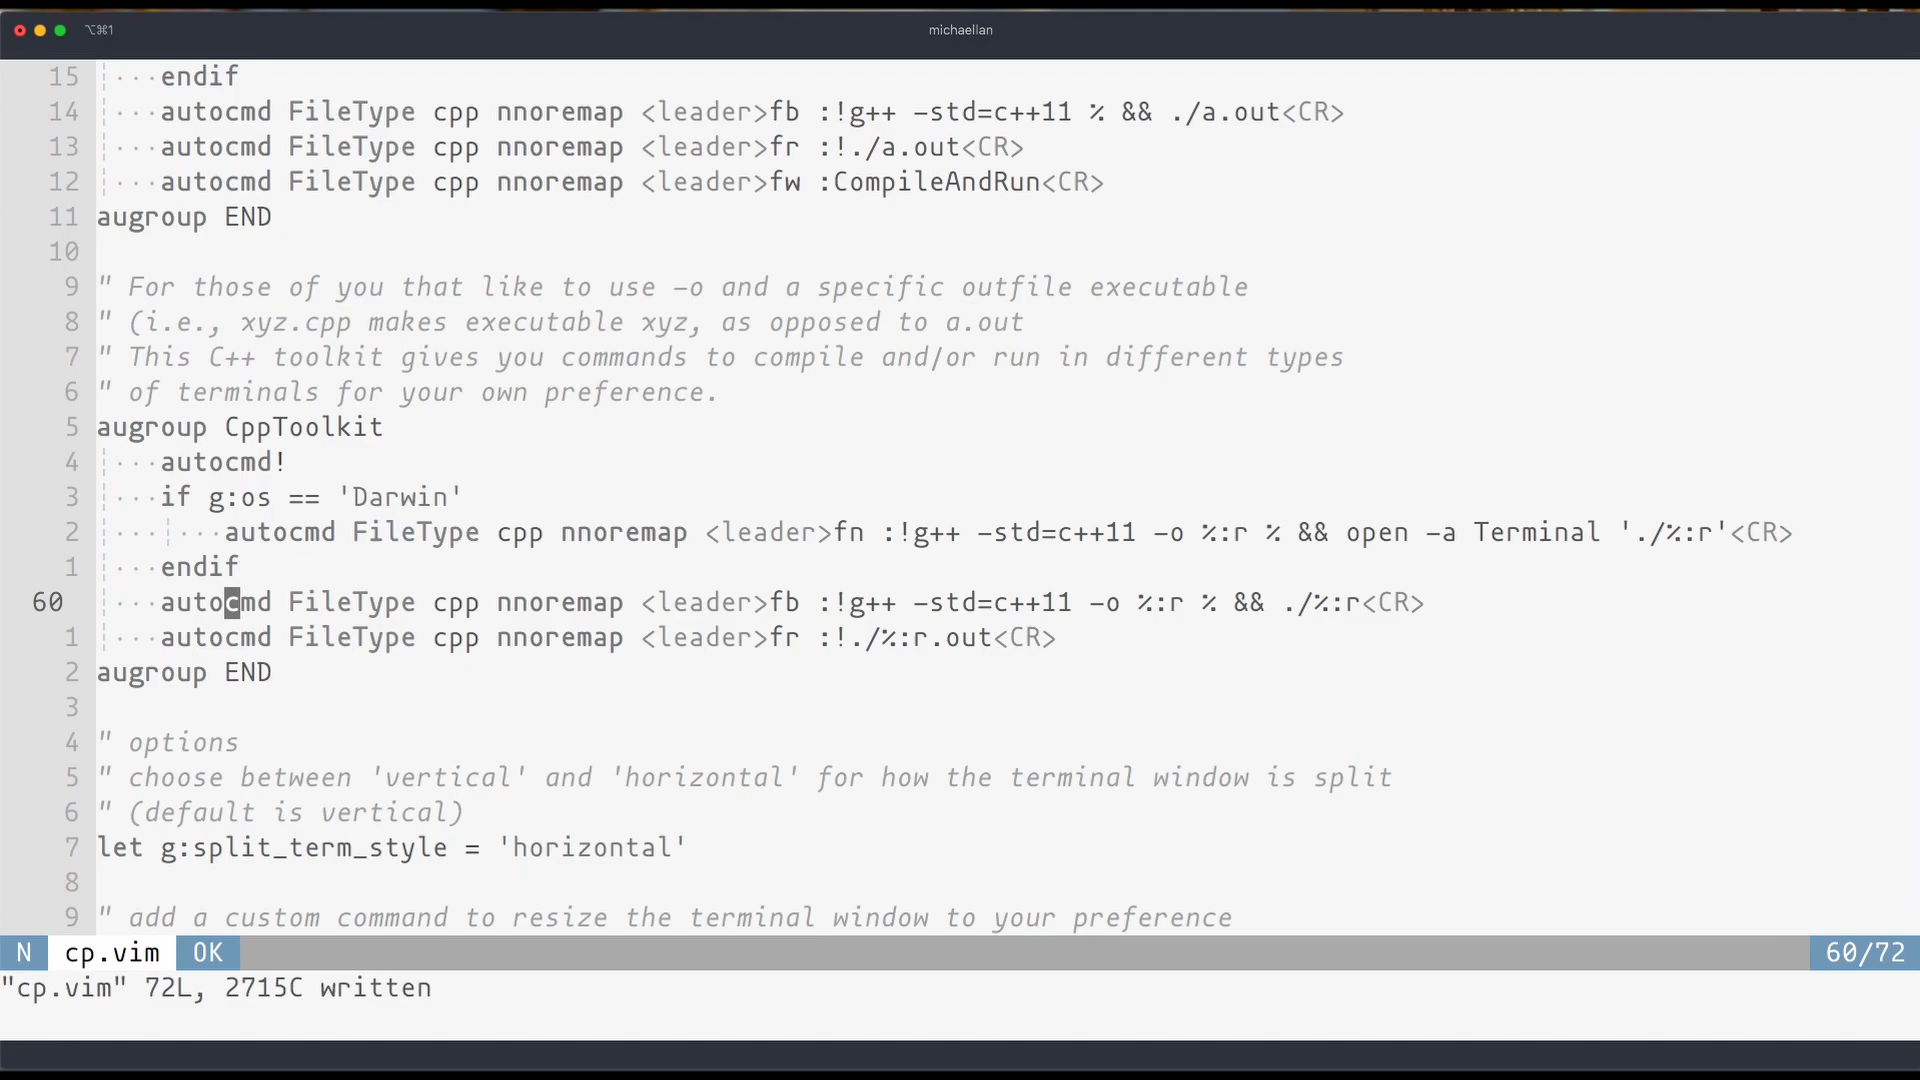 ⌥⌘1 michaellan
15 endif
14 autocmd FileType cpp nnoremap <leader>fb :!g++ -std=c++11 % && ./a.out<CR>
13 autocmd FileType cpp nnoremap <leader>fr :!./a.out<CR>
12 autocmd FileType cpp nnoremap <leader>fw :CompileAndRun<CR>
11 augroup END
10
9 " For those of you that like to use -o and a specific outfile executable
8 " (i.e., xyz.cpp makes executable xyz, as opposed to a.out
7 " This C++ toolkit gives you commands to compile and/or run in different types
6 " of terminals for your own preference.
5 augroup CppToolkit
4 autocmd!
3 if g:os == 'Darwin'
2 autocmd FileType cpp nnoremap <leader>fn :!g++ -std=c++11 -o %:r % && open -a Terminal './%:r'<CR>
1 endif
60 autocmd FileType cpp nnoremap <leader>fb :!g++ -std=c++11 -o %:r % && ./%:r<CR>
1 autocmd FileType cpp nnoremap <leader>fr :!./%:r.out<CR>
2 augroup END
3
4 " options
5 " choose between 'vertical' and 'horizontal' for how the terminal window is split
6 " (default is vertical)
7 let g:split_term_style = 'horizontal'
8
9 " add a custom command to resize the terminal window to your preference
N cp.vim OK 60/72
"cp.vim" 72L, 2715C written